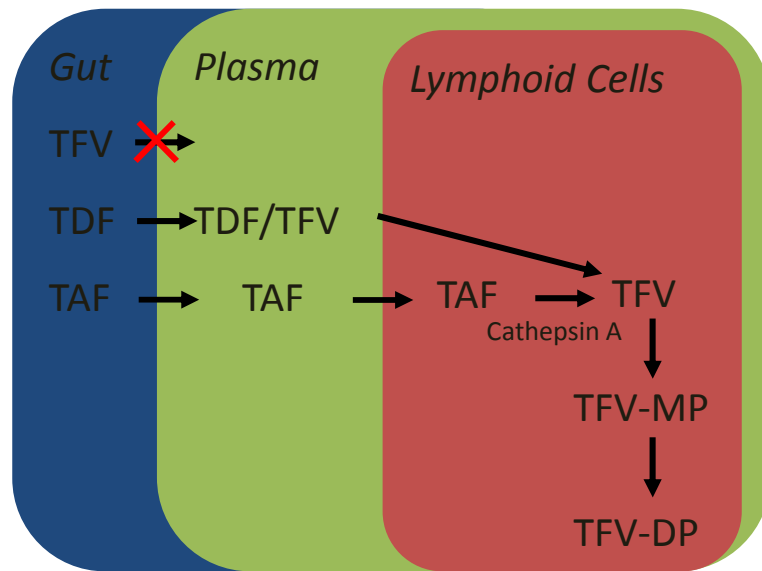 Gut
Plasma
Lymphoid Cells
TFV
TDF
TDF/TFV
TAF
TAF
TAF
TFV
Cathepsin A
TFV-MP
TFV-DP